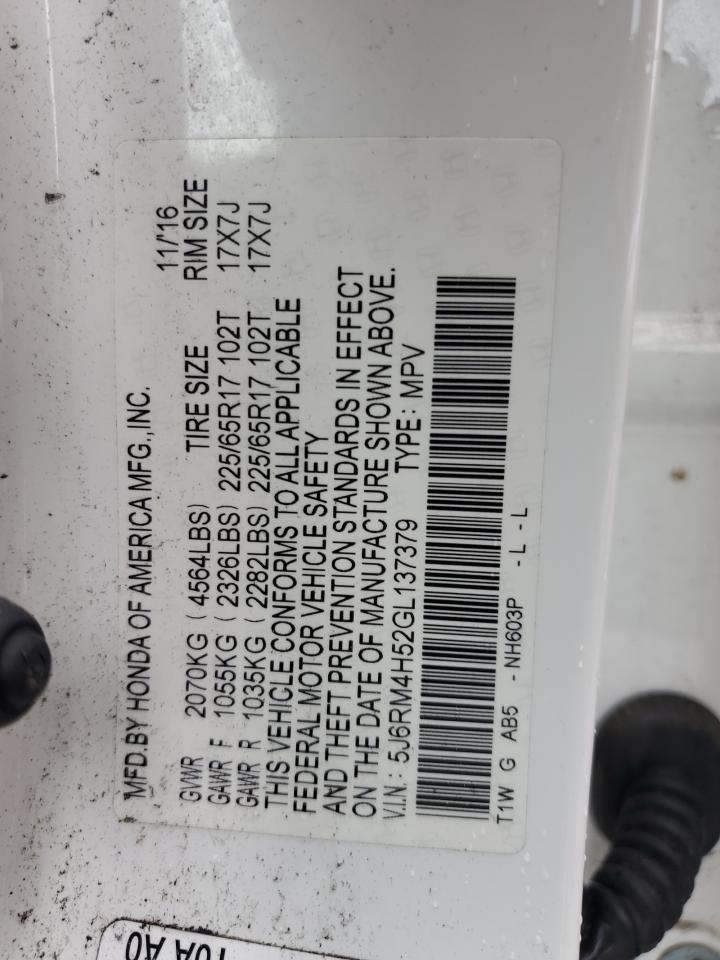 MFD.BY HONDA OF AMERICA MFG.,INC. 11/'16
GVWR 2070KG ( 4564LBS) TIRE SIZE RIM SIZE
GAWR F 1055KG ( 2326LBS) 225/65R17 102T 17X7J
GAWR R 1035KG ( 2282LBS) 225/65R17 102T 17X7J
THIS VEHICLE CONFORMS TO ALL APPLICABLE
FEDERAL MOTOR VEHICLE SAFETY
AND THEFT PREVENTION STANDARDS IN EFFECT
ON THE DATE OF MANUFACTURE SHOWN ABOVE.
V.I.N.: 5J6RM4H52GL137379 TYPE: MPV
T1W G AB5 - NH603P - L - L